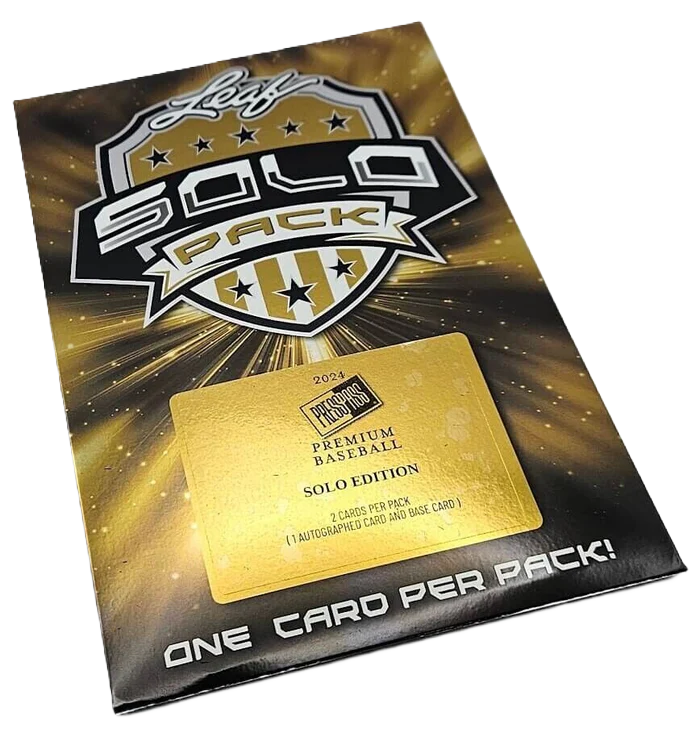 Leaf
SOLO
PACK
2024
PRESS PASS
PREMIUM
BASEBALL
SOLO EDITION
2 CARDS PER PACK
( 1 AUTOGRAPHED CARD AND BASE CARD )
ONE CARD PER PACK!